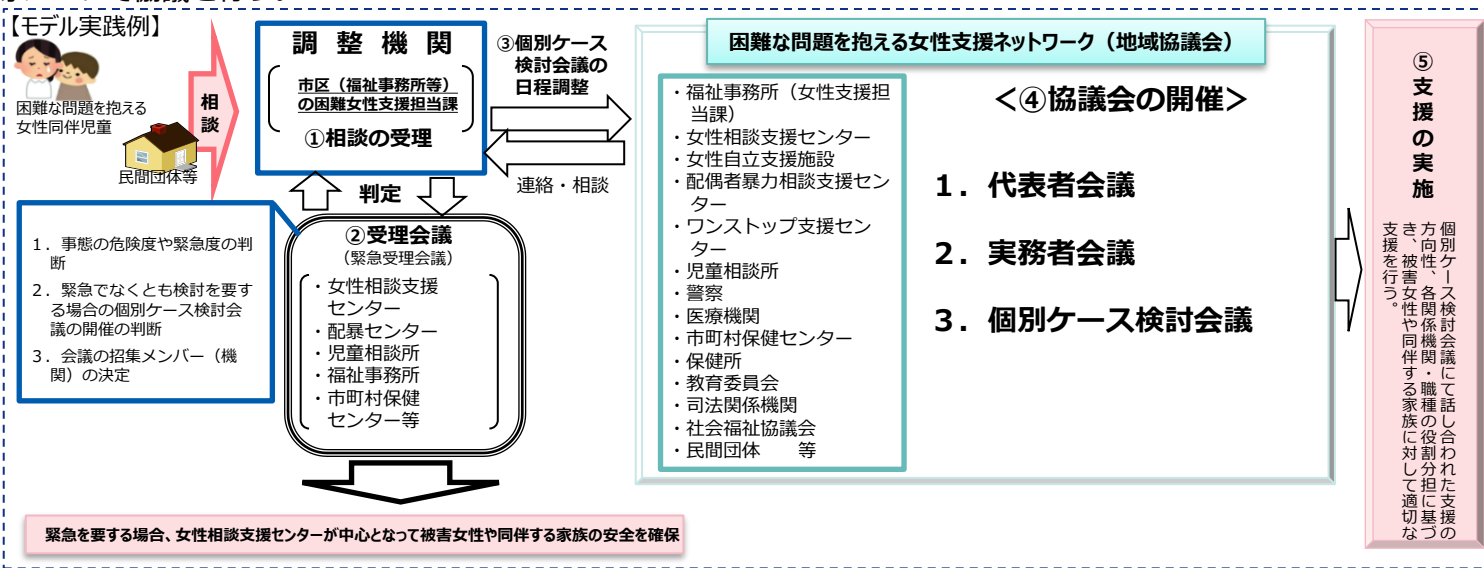 【モデル実践例】
困難な問題を抱える
女性同伴児童
民間団体等
相
談
調 整 機 関
市区（福祉事務所等）
の困難女性支援担当課
①相談の受理
③個別ケース
検討会議の
日程調整
連絡・相談
判定
1．事態の危険度や緊急度の判
断
2．緊急でなくとも検討を要す
る場合の個別ケース検討会
議の開催の判断
3．会議の招集メンバー（機
関）の決定
②受理会議
（緊急受理会議）
・女性相談支援
センター
・配暴センター
・児童相談所
・福祉事務所
・市町村保健
センター等
緊急を要する場合、女性相談支援センターが中心となって被害女性や同伴する家族の安全を確保
困難な問題を抱える女性支援ネットワーク（地域協議会）
・福祉事務所（女性支援担
当課）
・女性相談支援センター
・女性自立支援施設
・配偶者暴力相談支援セン
ター
・ワンストップ支援セン
ター
・児童相談所
・警察
・医療機関
・市町村保健センター
・保健所
・教育委員会
・司法関係機関
・社会福祉協議会
・民間団体　　等
＜④協議会の開催＞
1．代表者会議
2．実務者会議
3．個別ケース検討会議
⑤支援の実施
個別ケース検討会議にて話し合われた支援の
方向性、各関係機関・職種の役割分担に基づ
き、被害女性や同伴する家族に対して適切な
支援を行う。